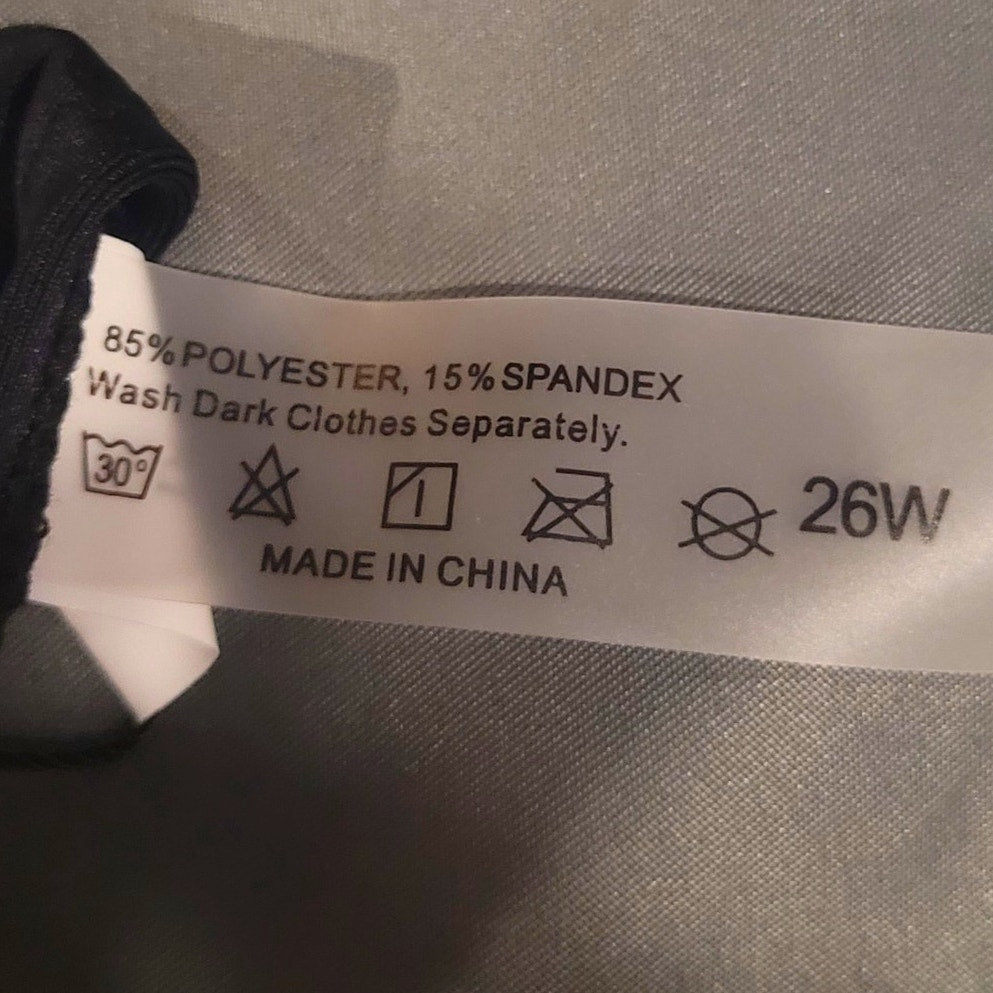 85% POLYESTER, 15% SPANDEX
Wash Dark Clothes Separately.
30° 26W
MADE IN CHINA